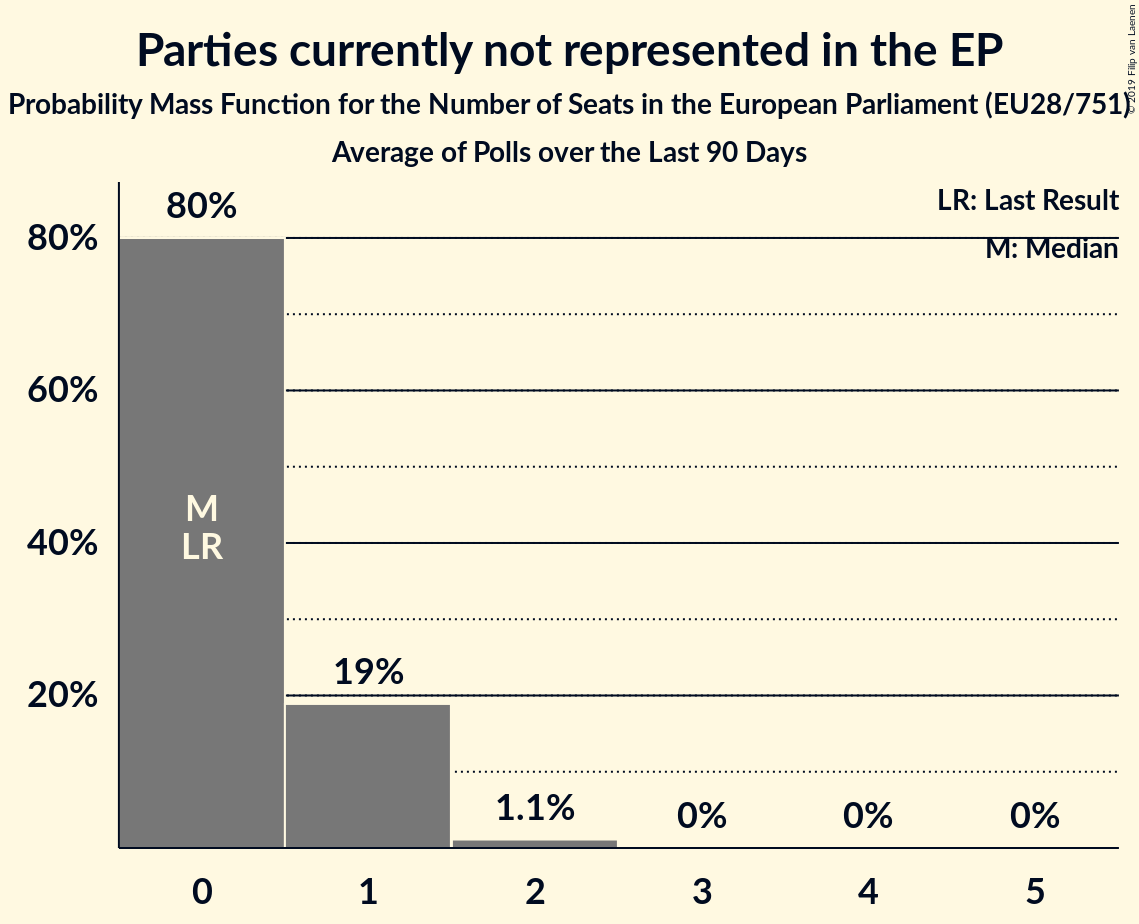 Parties currently not represented in the EP
Probability Mass Function for the Number of Seats in the European Parliament (EU28/751)
Average of Polls over the Last 90 Days
© 2019 Filip van Laenen
LR: Last Result
M: Median
80%
60%
40%
20%
80%
M
LR
19%
1.1%
0%
0%
0%
0
1
2
3
4
5